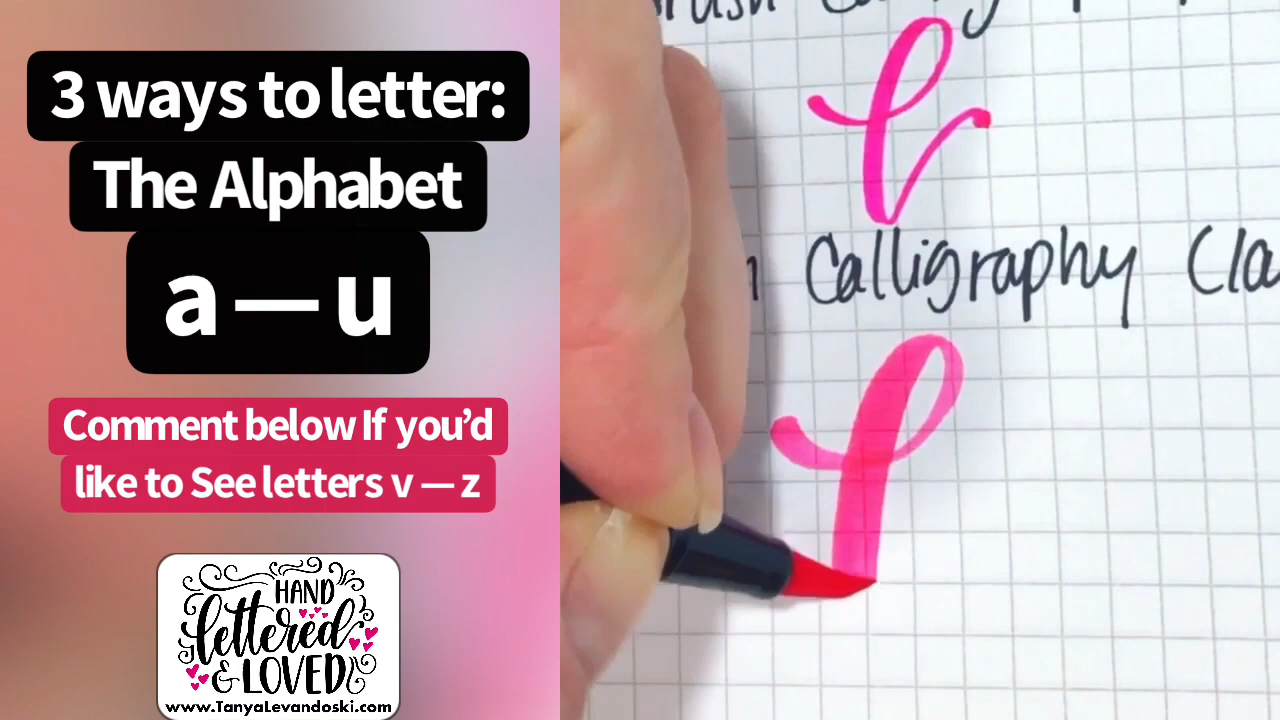 3 ways to letter:
The Alphabet
a — u
Comment below If you’d
like to See letters v — z
HAND
lettered
& LOVED
www.TanyaLevandoski.com
Calligraphy